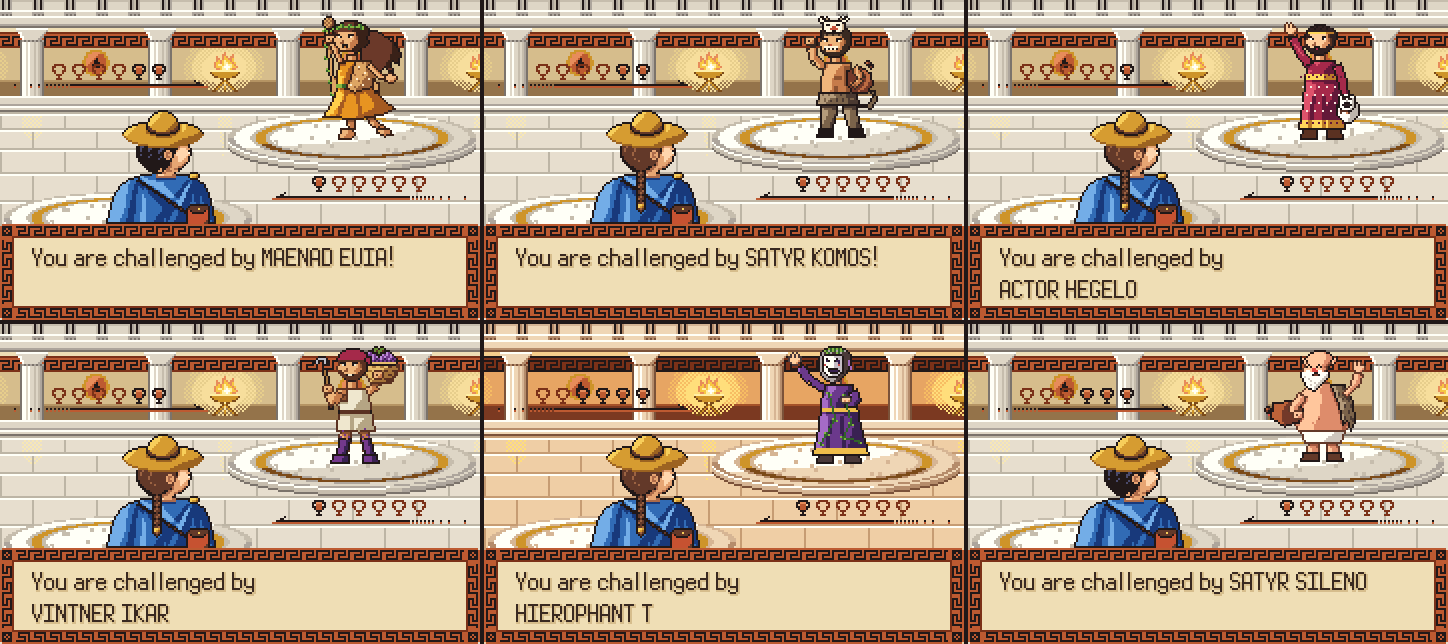 You are challenged by MAENAD EUIA!
You are challenged by SATYR KOMOS!
You are challenged by
ACTOR HEGELO
You are challenged by
VINTNER IKAR
You are challenged by
HIEROPHANT T
You are challenged by SATYR SILENO